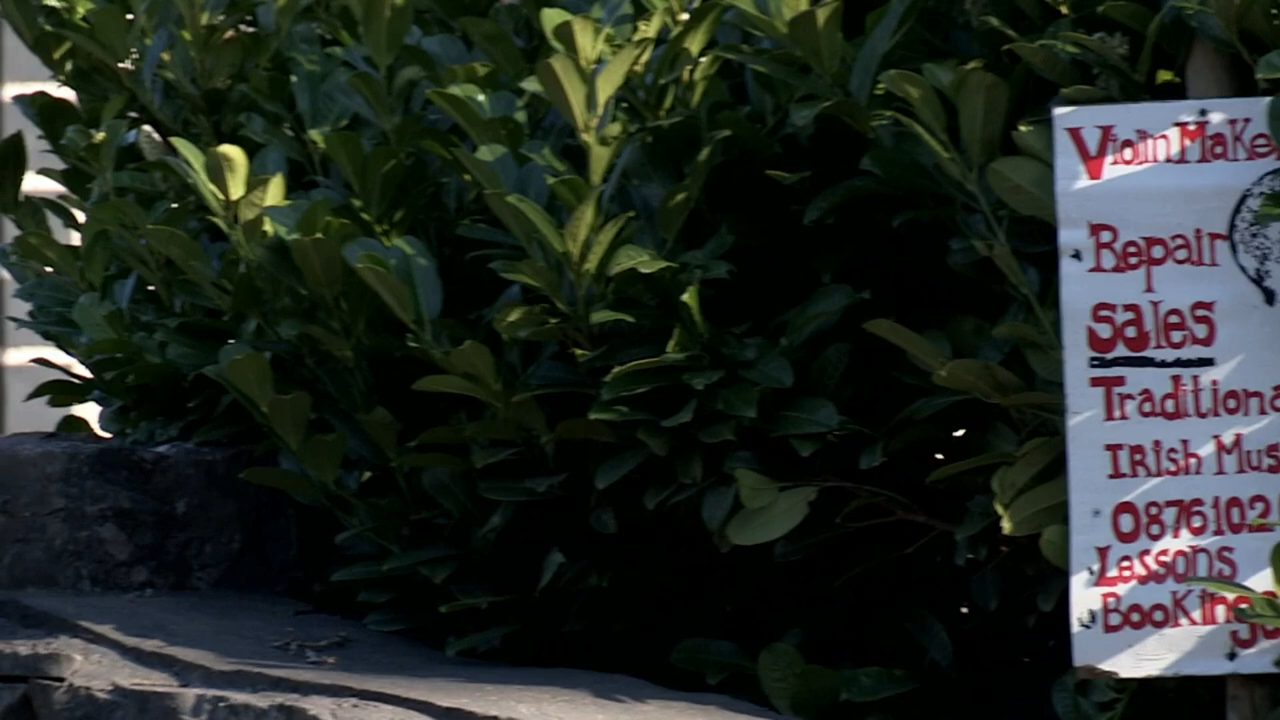 Violin Make
Repair
sales
Traditiona
IRish Mus
0876102
Lessons
BooKings